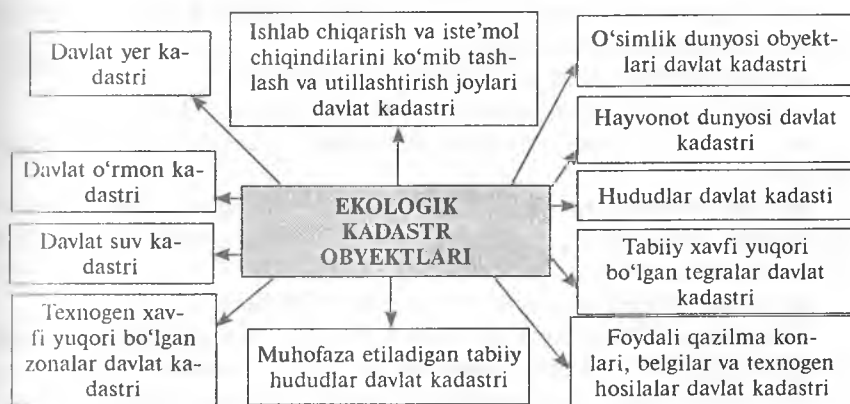 Davlat yer ka-
dastri
Ishlab chiqarish va iste’mol
chiqindilarini ko‘mib tash-
lash va utillashtirish joylari
davlat kadastri
O‘simlik dunyosi obyekt-
lari davlat kadastri
Hayvonot dunyosi davlat
kadastri
Davlat o‘rmon ka-
dastri
EKOLOGIK
KADASTR
OBYEKTLARI
Hududlar davlat kadasti
Davlat suv ka-
dastri
Tabiiy xavfi yuqori
bo‘lgan tegralar davlat
kadastri
Texnogen xav-
fi yuqori bo‘lgan
zonalar davlat ka-
dastri
Muhofaza etiladigan tabiiy
hududlar davlat kadastri
Foydali qazilma kon-
lari, belgilar va texnogen
hosilalar davlat kadastri